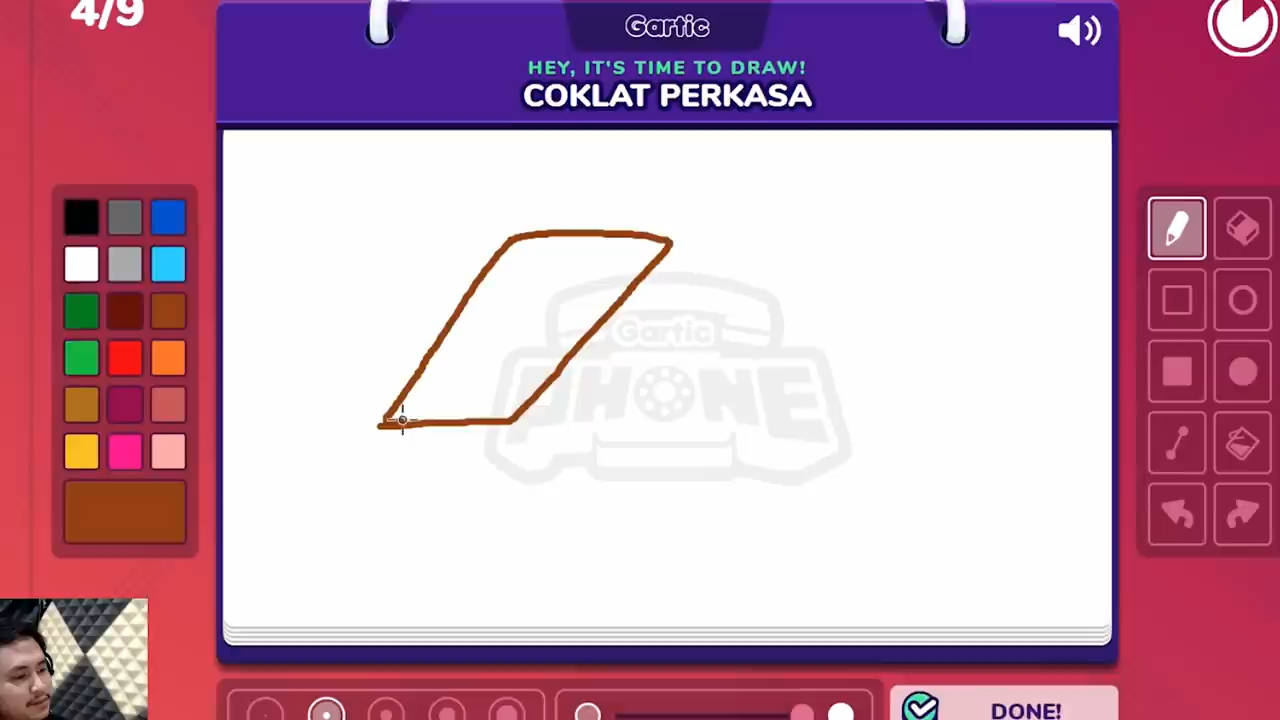 4/9
Gartic
HEY, IT'S TIME TO DRAW!
COKLAT PERKASA
Gartic
PHONE
DONE!